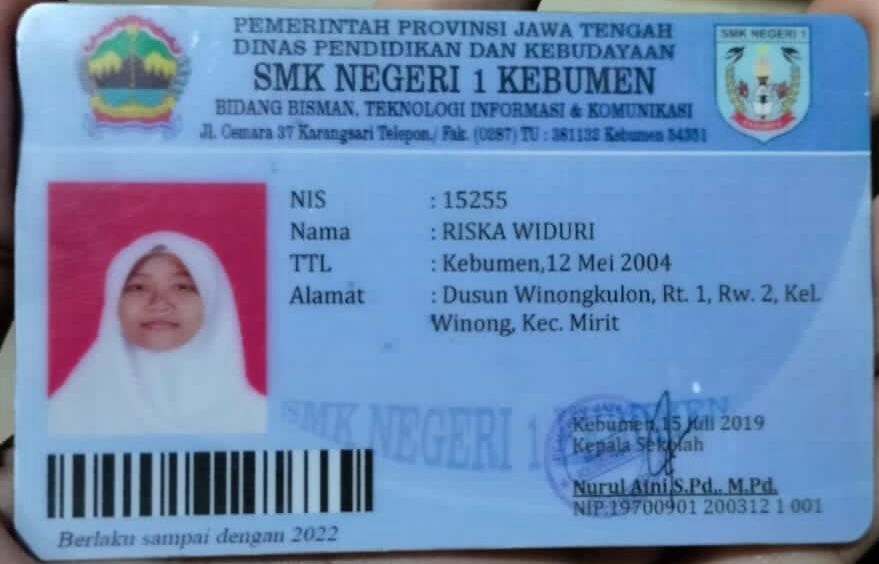 PEMERINTAH PROVINSI JAWA TENGAH
DINAS PENDIDIKAN DAN KEBUDAYAAN
SMK NEGERI 1 KEBUMEN
BIDANG BISMAN, TEKNOLOGI INFORMASI & KOMUNIKASI
Jl. Cemara 37 Karangsari Telepon./ Fak. (0287) TU : 381132 Kebumen 54351
SMK NEGERI 1
NIS : 15255
Nama : RISKA WIDURI
TTL : Kebumen,12 Mei 2004
Alamat : Dusun Winongkulon, Rt. 1, Rw. 2, Kel.
Winong, Kec. Mirit
SMK NEGERI 1 KEBUMEN
Kebumen,15 Juli 2019
Kepala Sekolah
Nurul Aini,S.Pd., M.Pd.
NIP.19700901 200312 1 001
Berlaku sampai dengan 2022